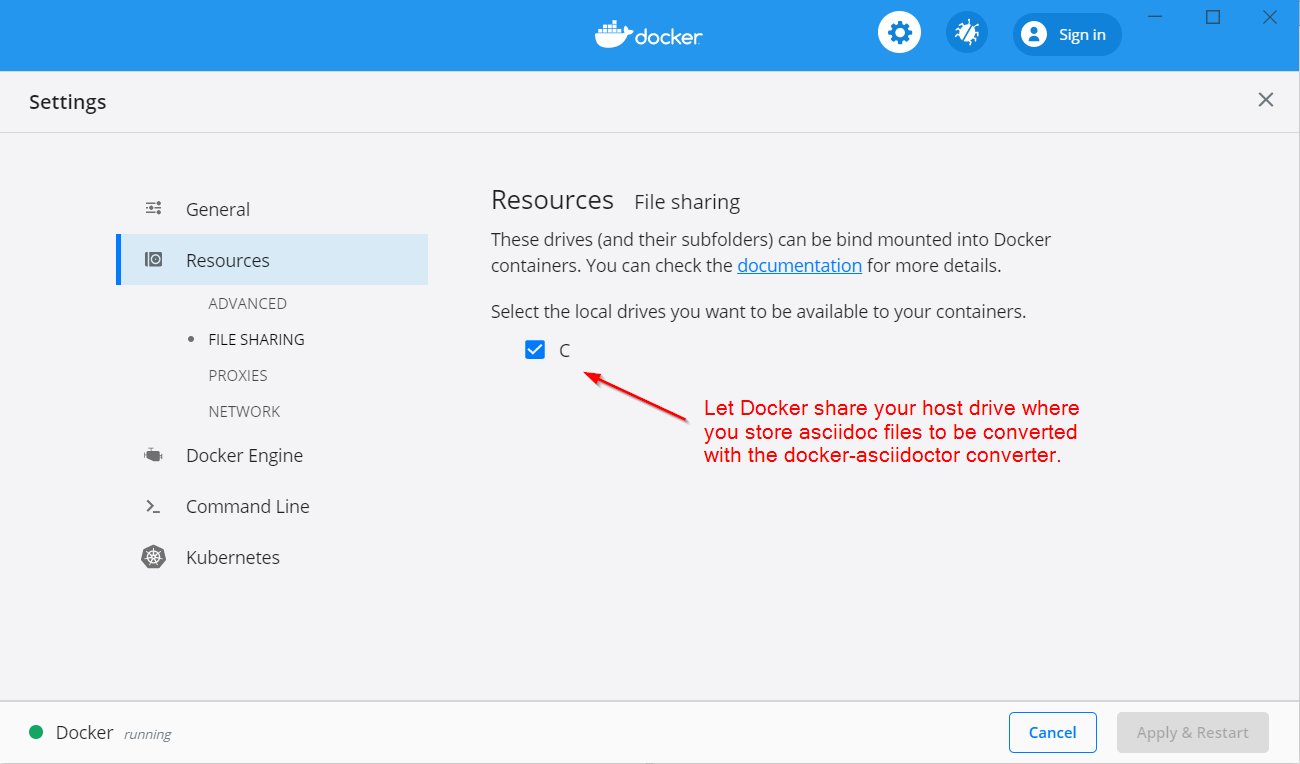 docker
Sign in
Settings
General
Resources
ADVANCED
FILE SHARING
PROXIES
NETWORK
Docker Engine
Command Line
Kubernetes
Resources File sharing
These drives (and their subfolders) can be bind mounted into Docker
containers. You can check the documentation for more details.
Select the local drives you want to be available to your containers.
C
Let Docker share your host drive where
you store asciidoc files to be converted
with the docker-asciidoctor converter.
Docker running
Cancel
Apply & Restart